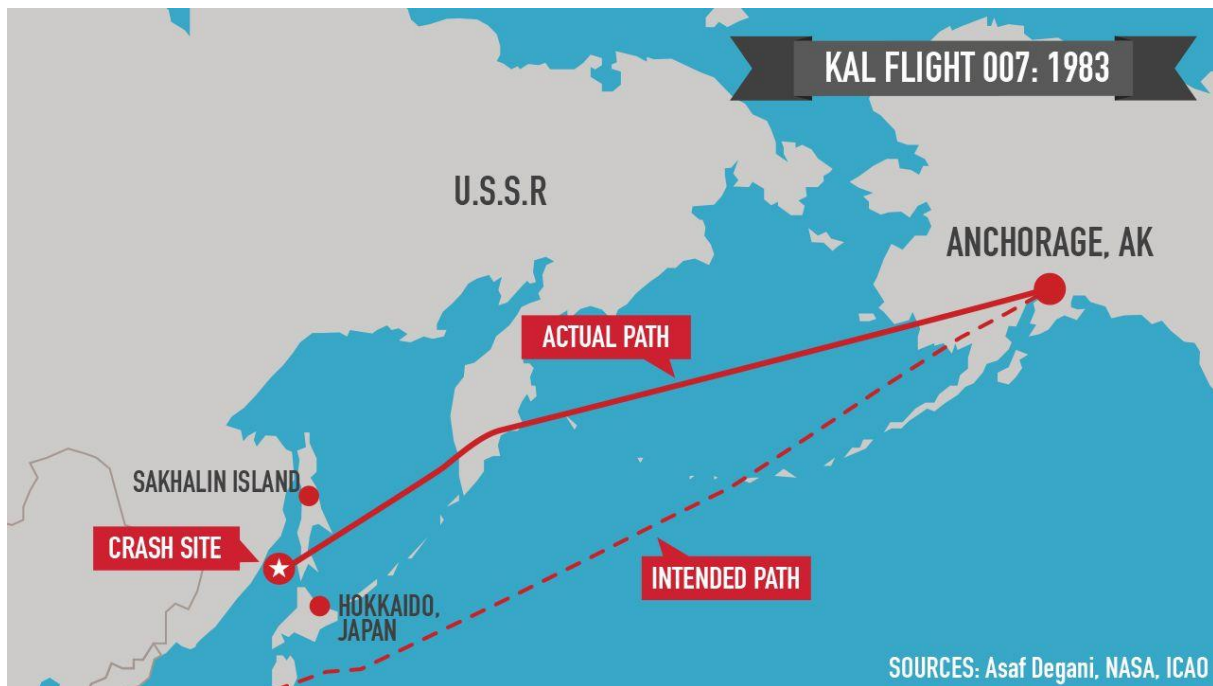 KAL FLIGHT 007: 1983
U.S.S.R
ANCHORAGE, AK
ACTUAL PATH
SAKHALIN ISLAND
CRASH SITE
INTENDED PATH
HOKKAIDO,
JAPAN
SOURCES: Asaf Degani, NASA, ICAO